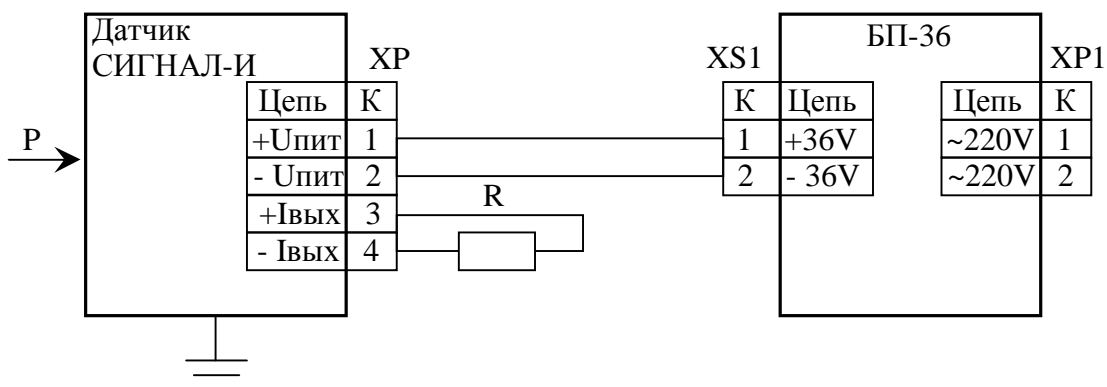 Датчик
СИГНАЛ-И
XP
Цепь К
+Uпит 1
- Uпит 2
+Iвых 3
- Iвых 4
P
R
БП-36
XS1
К Цепь
1 +36V
2 - 36V
XP1
Цепь К
~220V 1
~220V 2